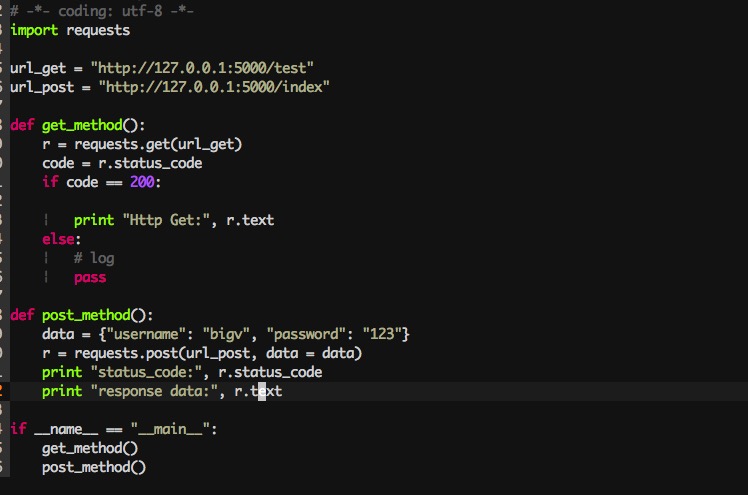 # -*- coding: utf-8 -*-
import requests
url_get = "http://127.0.0.1:5000/test"
url_post = "http://127.0.0.1:5000/index"
def get_method():
r = requests.get(url_get)
code = r.status_code
if code == 200:
print "Http Get:", r.text
else:
# log
pass
def post_method():
data = {"username": "bigv", "password": "123"}
r = requests.post(url_post, data = data)
print "status_code:", r.status_code
print "response data:", r.text
if __name__ == "__main__":
get_method()
post_method()